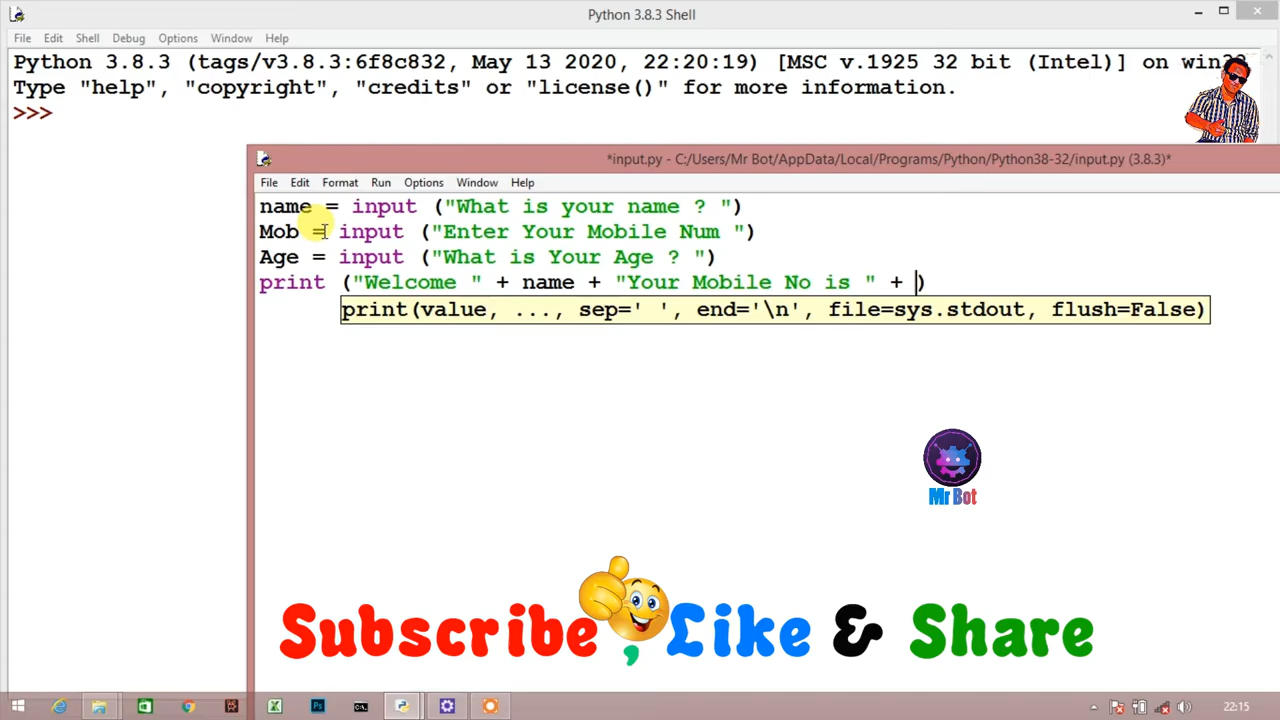 Python 3.8.3 Shell
File Edit Shell Debug Options Window Help
Python 3.8.3 (tags/v3.8.3:6f8c832, May 13 2020, 22:20:19) [MSC v.1925 32 bit (Intel)] on win32
Type "help", "copyright", "credits" or "license()" for more information.
>>>
*input.py - C:/Users/Mr Bot/AppData/Local/Programs/Python/Python38-32/input.py (3.8.3)*
File Edit Format Run Options Window Help
name = input ("What is your name ? ")
Mob = input ("Enter Your Mobile Num ")
Age = input ("What is Your Age ? ")
print ("Welcome " + name + "Your Mobile No is " + )
print(value, ..., sep=' ', end='\n', file=sys.stdout, flush=False)
Mr Bot
Subscribe , Like & Share
22:15